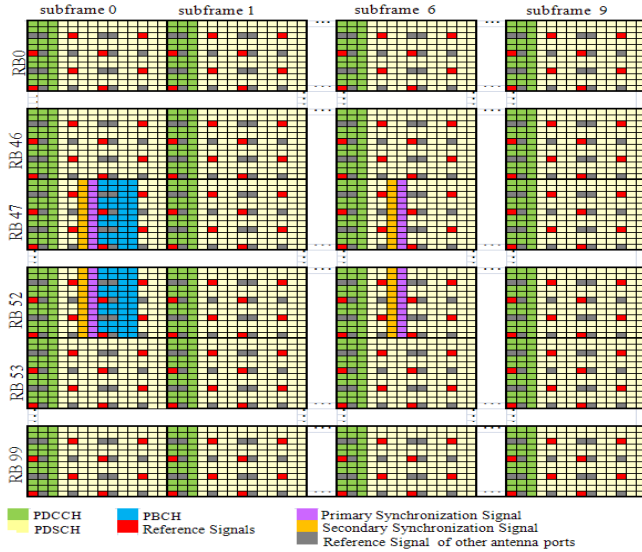 subframe 0 subframe 1 ... subframe 6 ... subframe 9
RB0
RB 46
RB 47
RB 52
RB 53
RB 99
PDCCH PBCH Primary Synchronization Signal
PDSCH Reference Signals Secondary Synchronization Signal
Reference Signal of other antenna ports